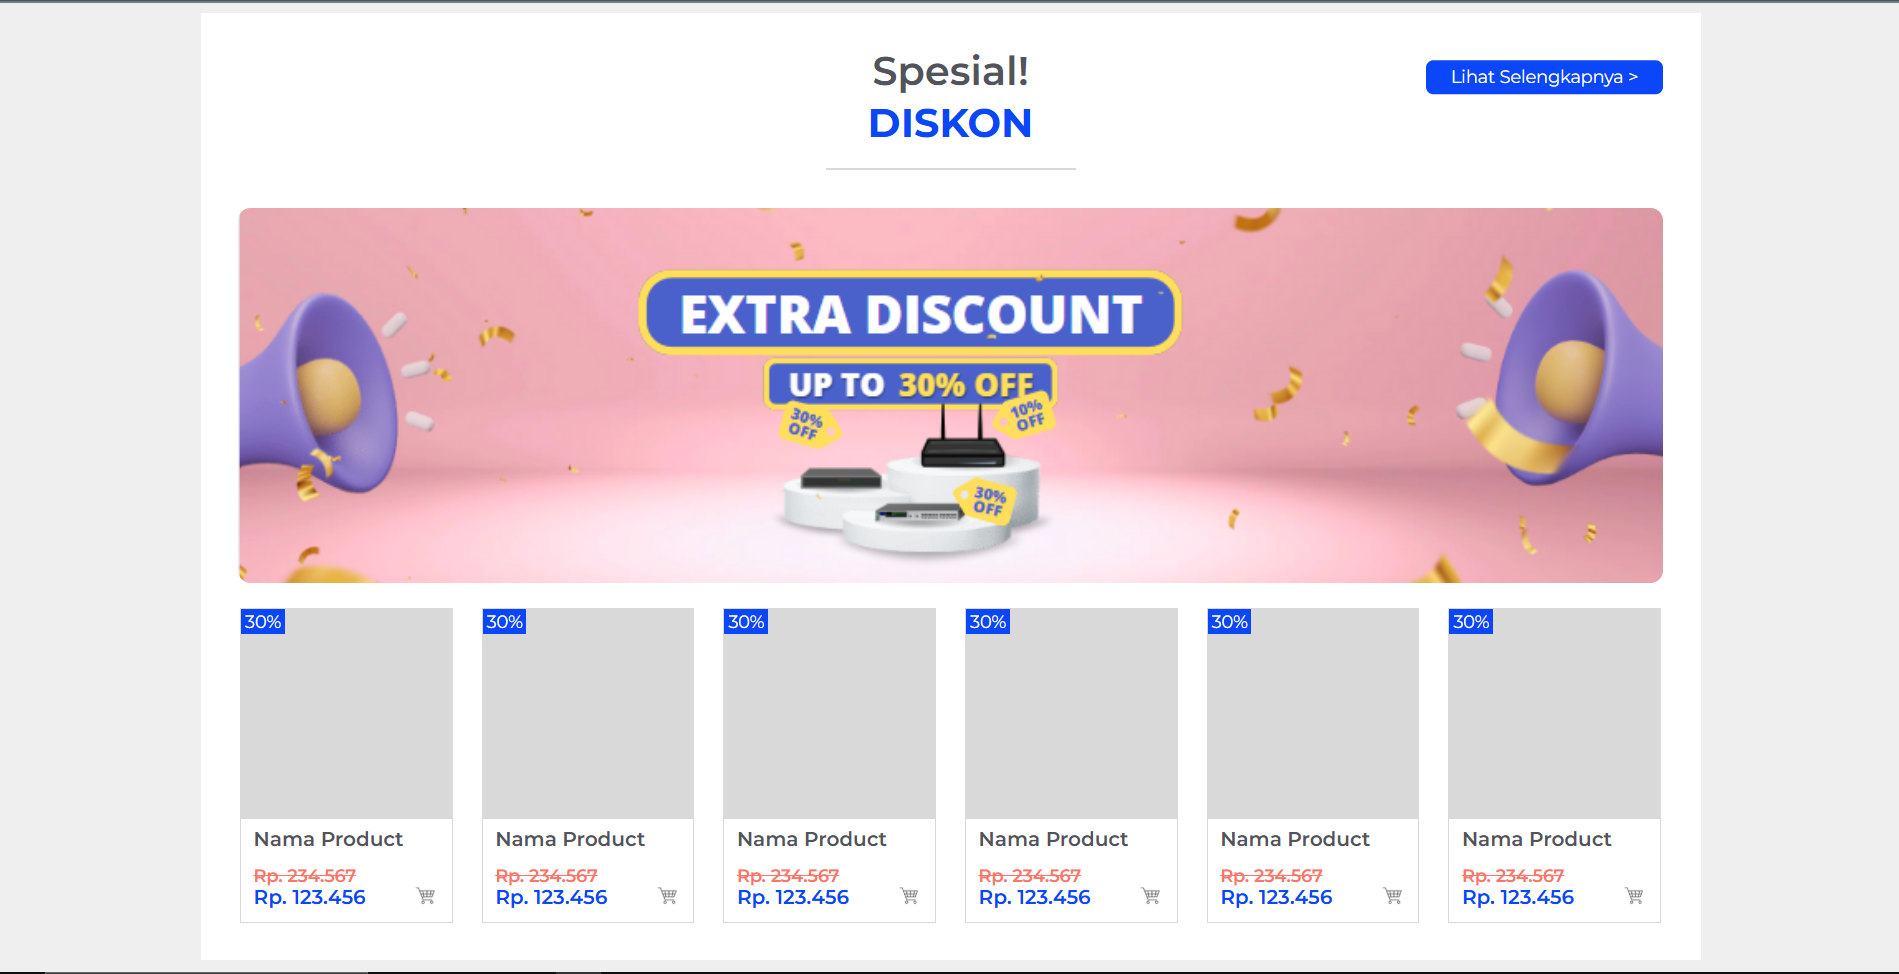 Spesial!
DISKON
Lihat Selengkapnya >
EXTRA DISCOUNT
UP TO 30% OFF
30%
OFF
10%
OFF
30%
OFF
30%
30%
30%
30%
30%
30%
Nama Product
Nama Product
Nama Product
Nama Product
Nama Product
Nama Product
Rp. 234.567
Rp. 234.567
Rp. 234.567
Rp. 234.567
Rp. 234.567
Rp. 234.567
Rp. 123.456
Rp. 123.456
Rp. 123.456
Rp. 123.456
Rp. 123.456
Rp. 123.456